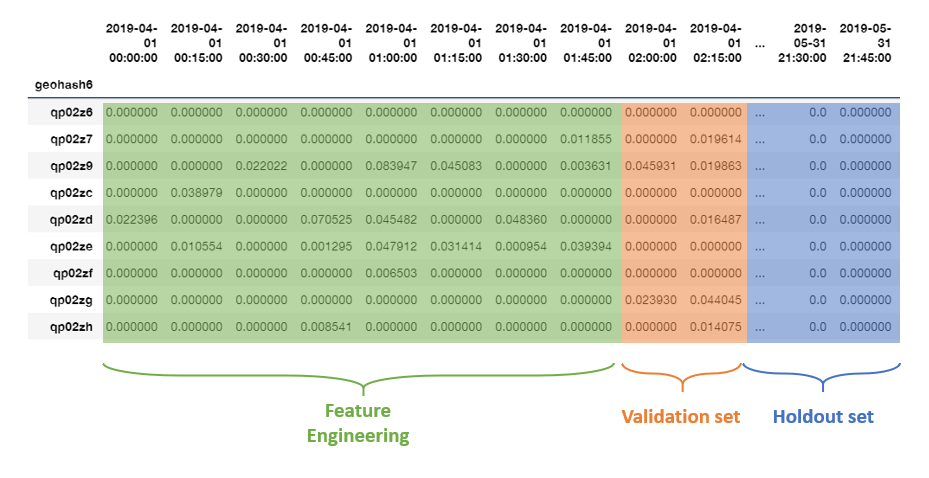 2019-04- 2019-04- 2019-04- 2019-04- 2019-04- 2019-04- 2019-04- 2019-04- 2019-04- 2019-04- 2019- 2019-05-
01 01 01 01 01 01 01 01 01 01 ... 05-31 31
00:00:00 00:15:00 00:30:00 00:45:00 01:00:00 01:15:00 01:30:00 01:45:00 02:00:00 02:15:00 21:30:00 21:45:00
geohash6
qp02z6 0.000000 0.000000 0.000000 0.000000 0.000000 0.000000 0.000000 0.000000 0.000000 0.000000 ... 0.0 0.000000
qp02z7 0.000000 0.000000 0.000000 0.000000 0.000000 0.000000 0.000000 0.011855 0.000000 0.019614 ... 0.0 0.000000
qp02z9 0.000000 0.000000 0.022022 0.000000 0.083947 0.045083 0.000000 0.003631 0.045931 0.019863 ... 0.0 0.000000
qp02zc 0.000000 0.038979 0.000000 0.000000 0.000000 0.000000 0.000000 0.000000 0.000000 0.000000 ... 0.0 0.000000
qp02zd 0.022396 0.000000 0.000000 0.070525 0.045482 0.000000 0.048360 0.000000 0.000000 0.016487 ... 0.0 0.000000
qp02ze 0.000000 0.010554 0.000000 0.001295 0.047912 0.031414 0.000954 0.039394 0.000000 0.000000 ... 0.0 0.000000
qp02zf 0.000000 0.000000 0.000000 0.000000 0.006503 0.000000 0.000000 0.000000 0.000000 0.000000 ... 0.0 0.000000
qp02zg 0.000000 0.000000 0.000000 0.000000 0.000000 0.000000 0.000000 0.000000 0.023930 0.044045 ... 0.0 0.000000
qp02zh 0.000000 0.000000 0.000000 0.008541 0.000000 0.000000 0.000000 0.000000 0.000000 0.014075 ... 0.0 0.000000
Feature
Engineering
Validation set
Holdout set